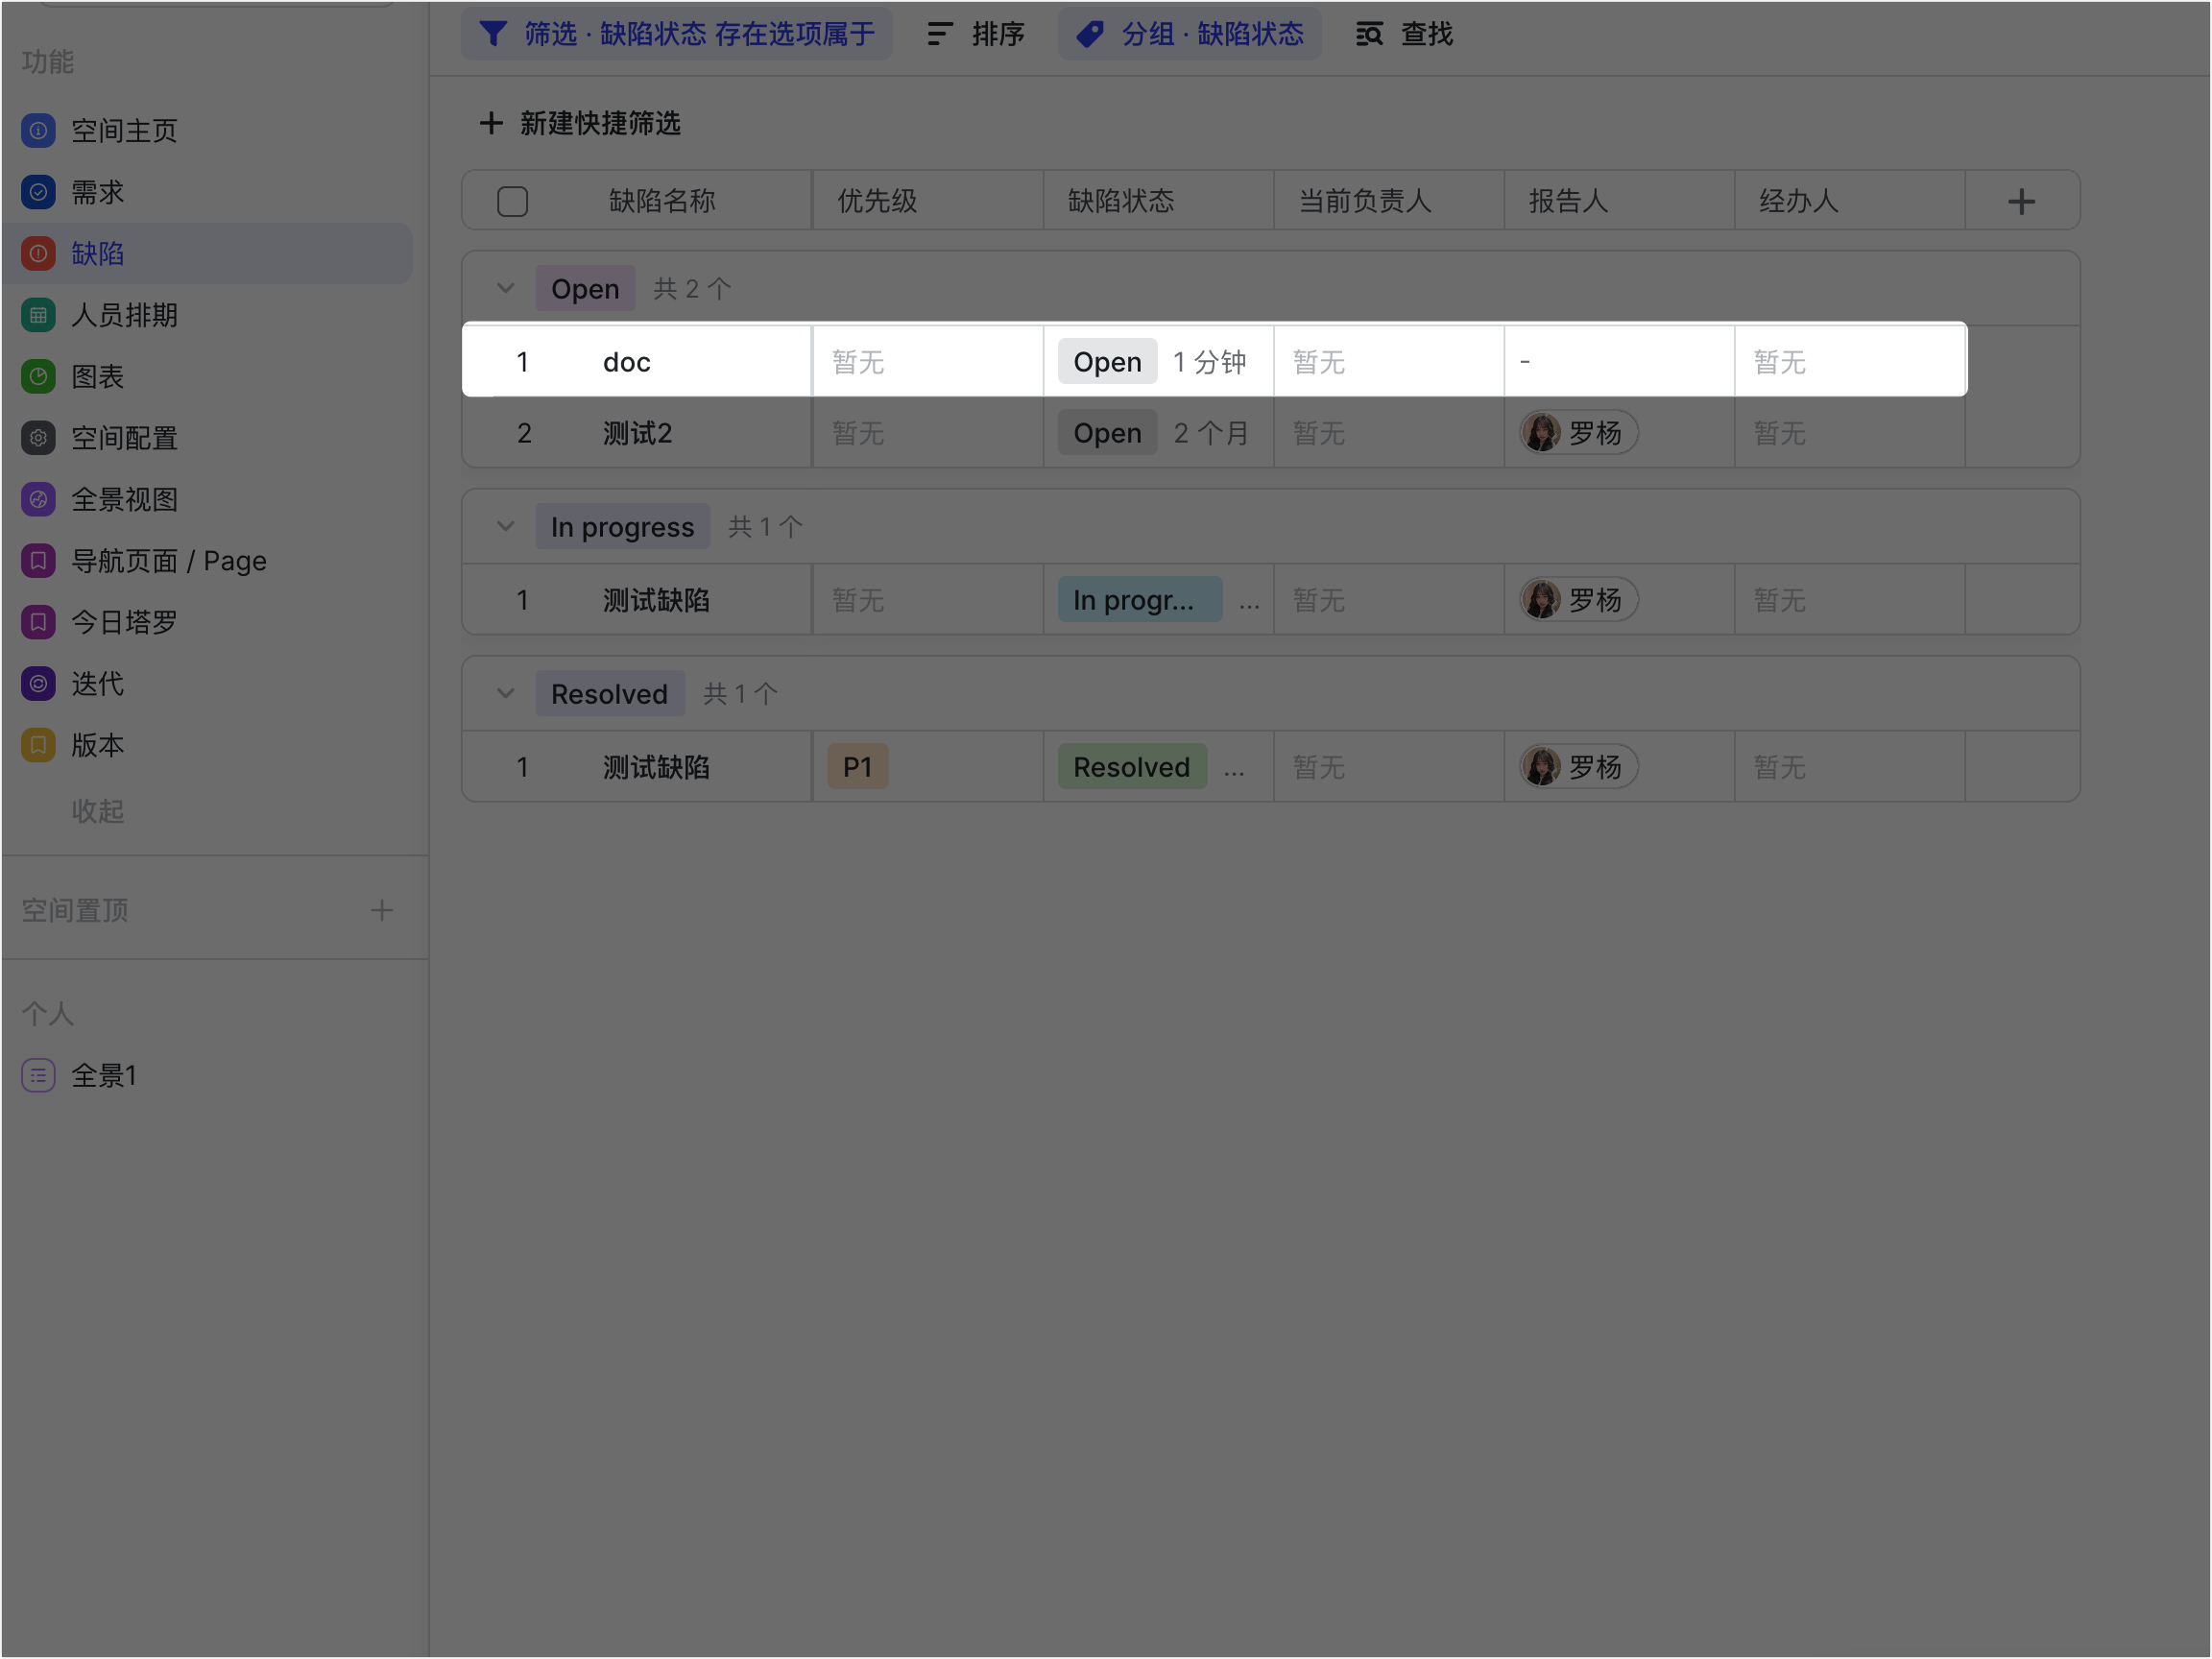 功能
空间主页
需求
缺陷
人员排期
图表
空间配置
全景视图
导航页面 / Page
今日塔罗
迭代
版本
收起
空间置顶
个人
全景1
筛选 · 缺陷状态 存在选项属于 排序 分组 · 缺陷状态 查找
新建快捷筛选
缺陷名称 优先级 缺陷状态 当前负责人 报告人 经办人
Open 共 2 个
1 doc 暂无 Open 1 分钟 暂无 - 暂无
2 测试2 暂无 Open 2 个月 暂无 罗杨 暂无
In progress 共 1 个
1 测试缺陷 暂无 In progr... ... 暂无 罗杨 暂无
Resolved 共 1 个
1 测试缺陷 P1 Resolved ... 暂无 罗杨 暂无